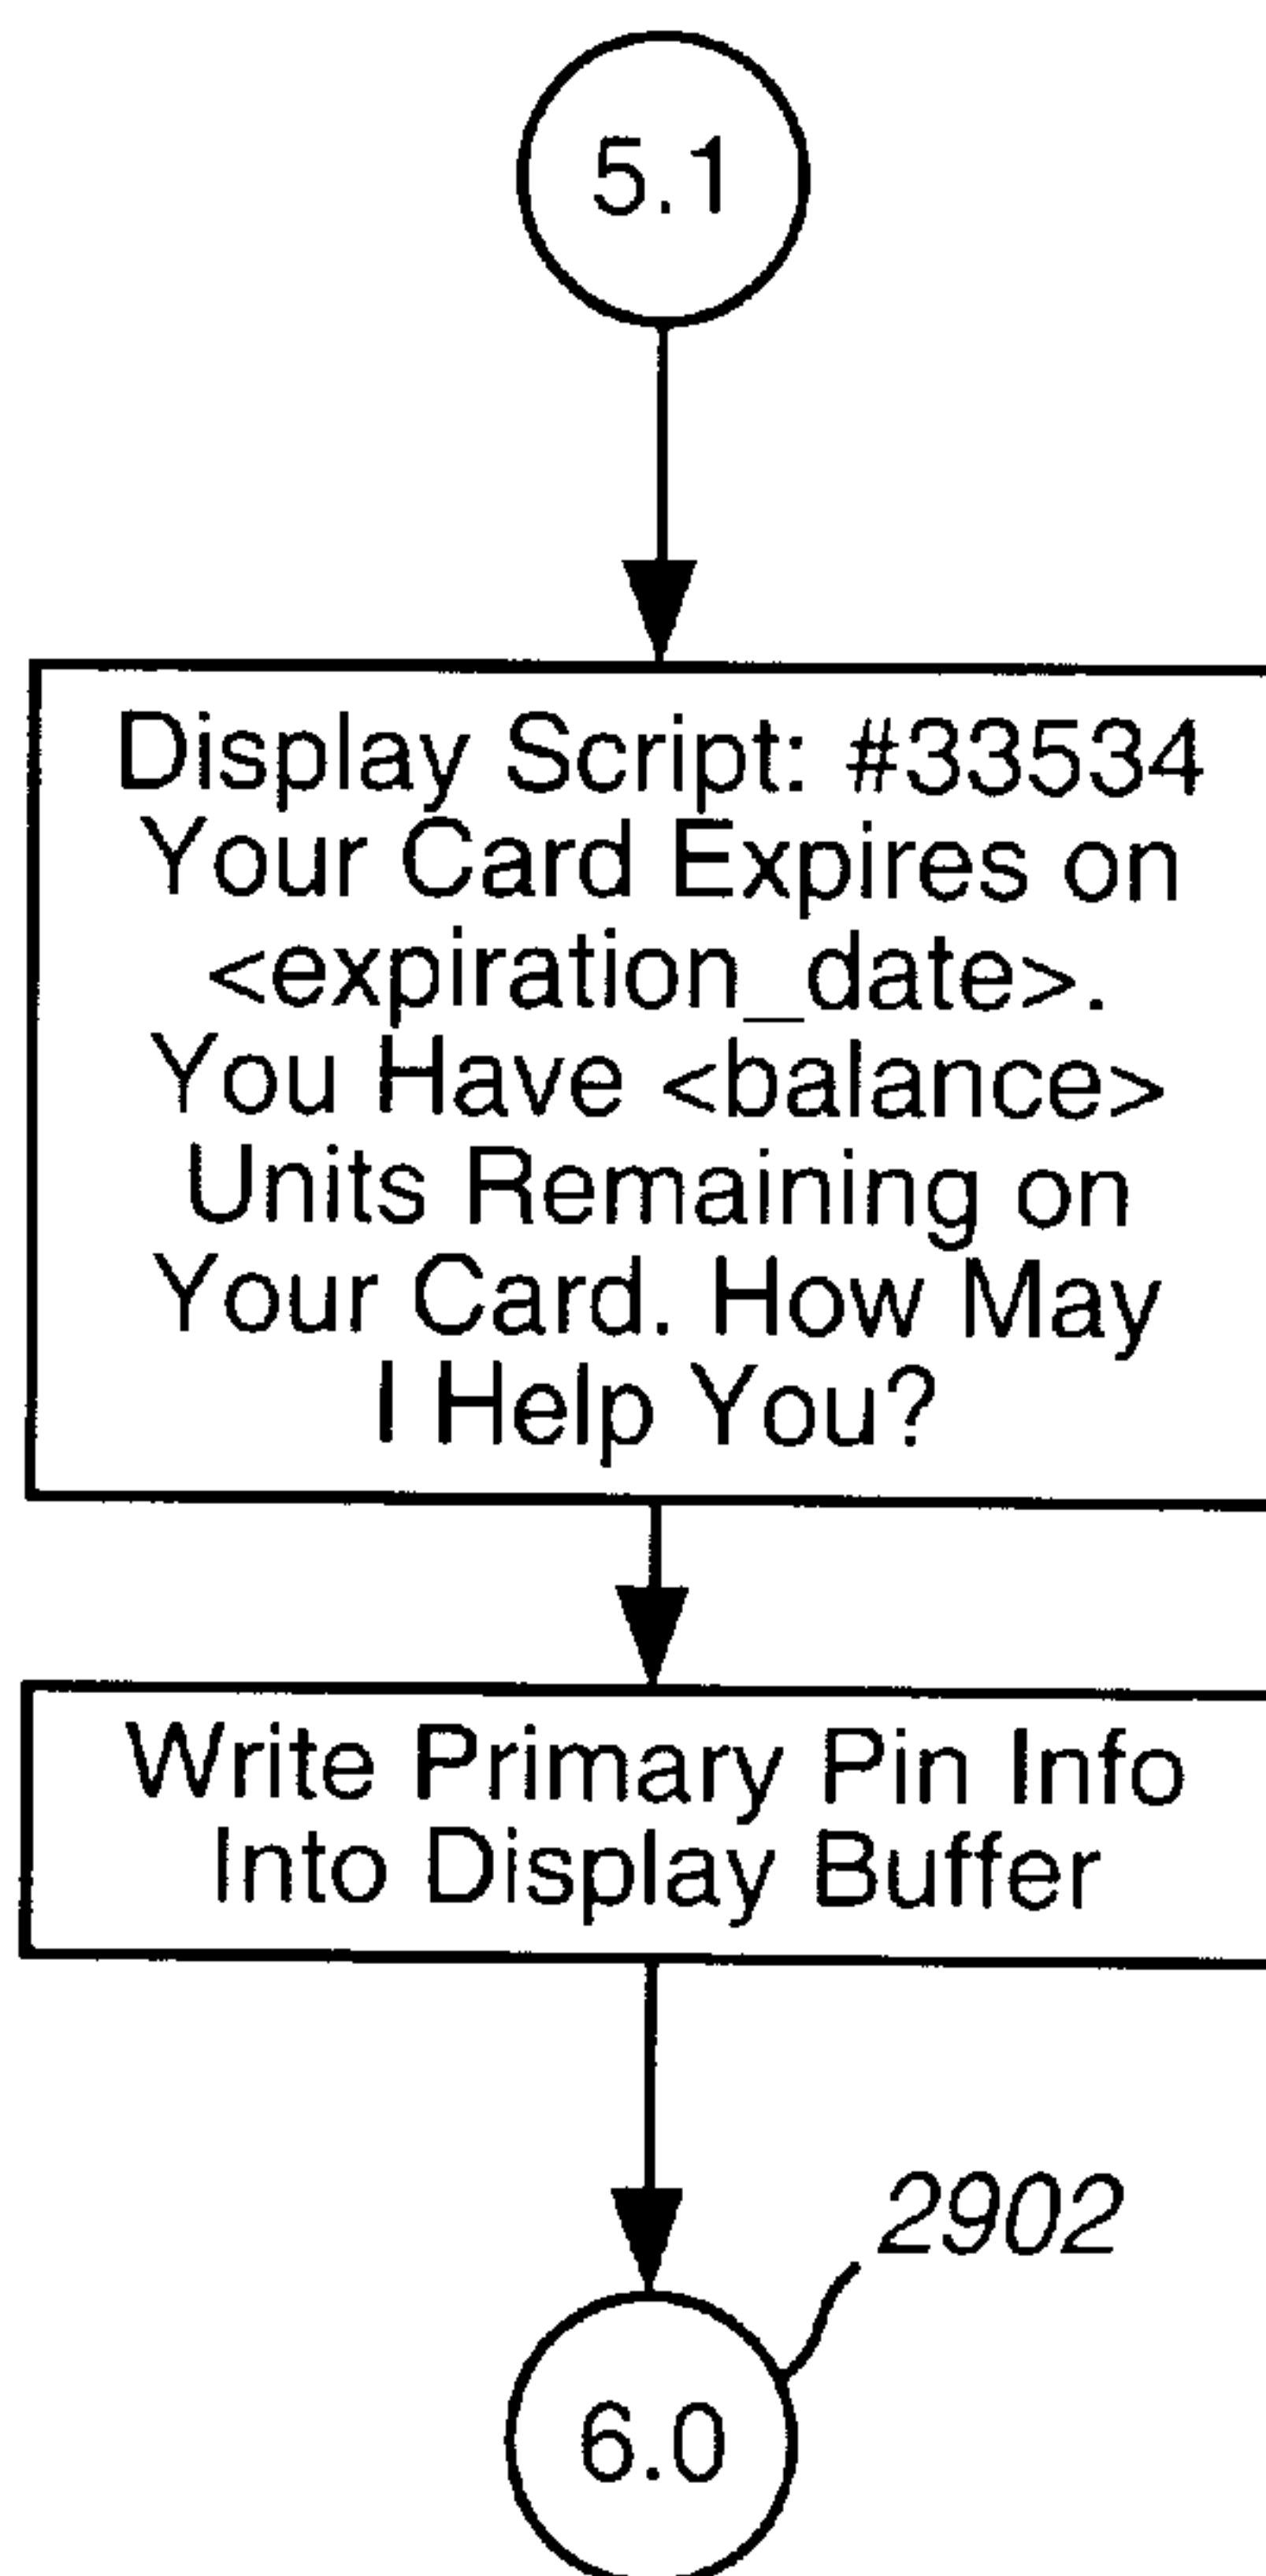 5.1
Display Script: #33534
Your Card Expires on
<expiration_date>.
You Have <balance>
Units Remaining on
Your Card. How May
I Help You?
Write Primary Pin Info
Into Display Buffer
2902
6.0